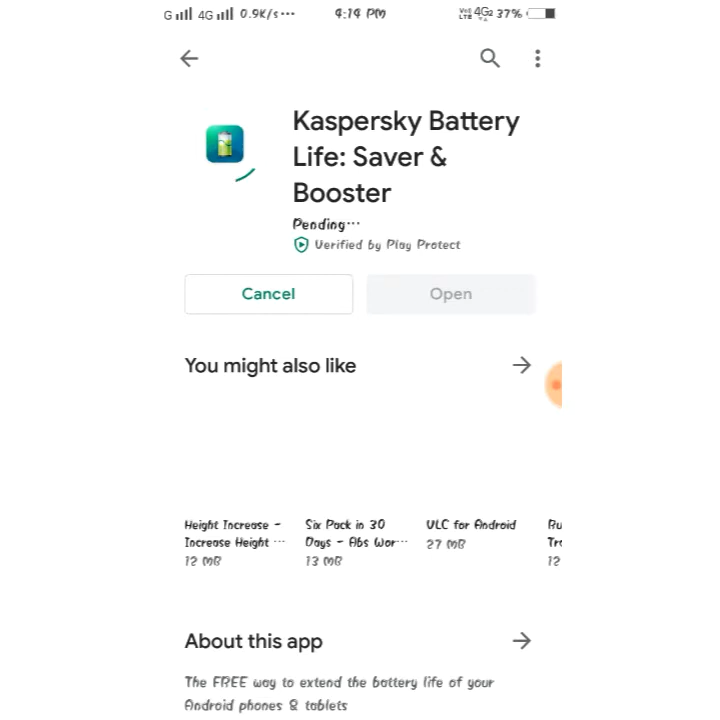 G 4G 0.9K/s··· 4:14 PM VoLTE 4G2 37%
Kaspersky Battery
Life: Saver &
Booster
Pending···
Verified by Play Protect
Cancel Open
You might also like
Height Increase - Six Pack in 30 VLC for Android
Increase Height ··· Days - Abs Wor··· 27 MB
12 MB 13 MB 12
About this app
The FREE way to extend the battery life of your
Android phones & tablets